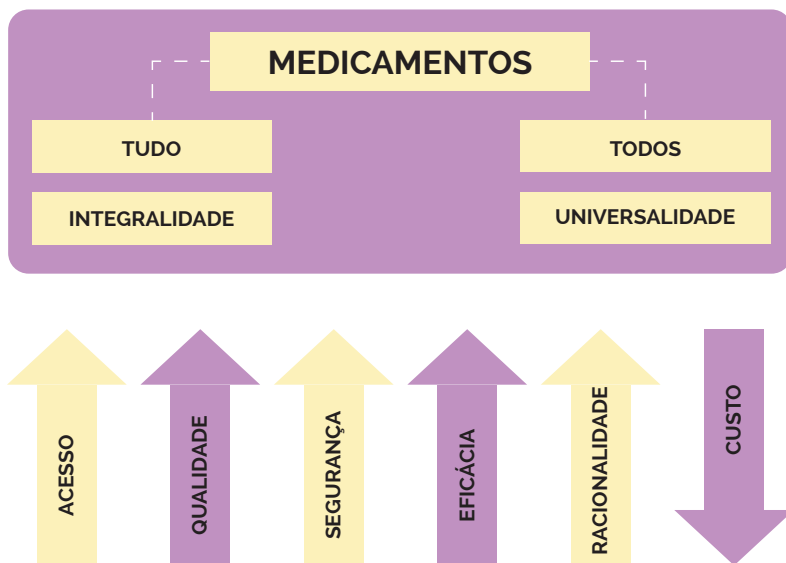 MEDICAMENTOS
TUDO
TODOS
INTEGRALIDADE
UNIVERSALIDADE
ACESSO
QUALIDADE
SEGURANÇA
EFICÁCIA
RACIONALIDADE
CUSTO